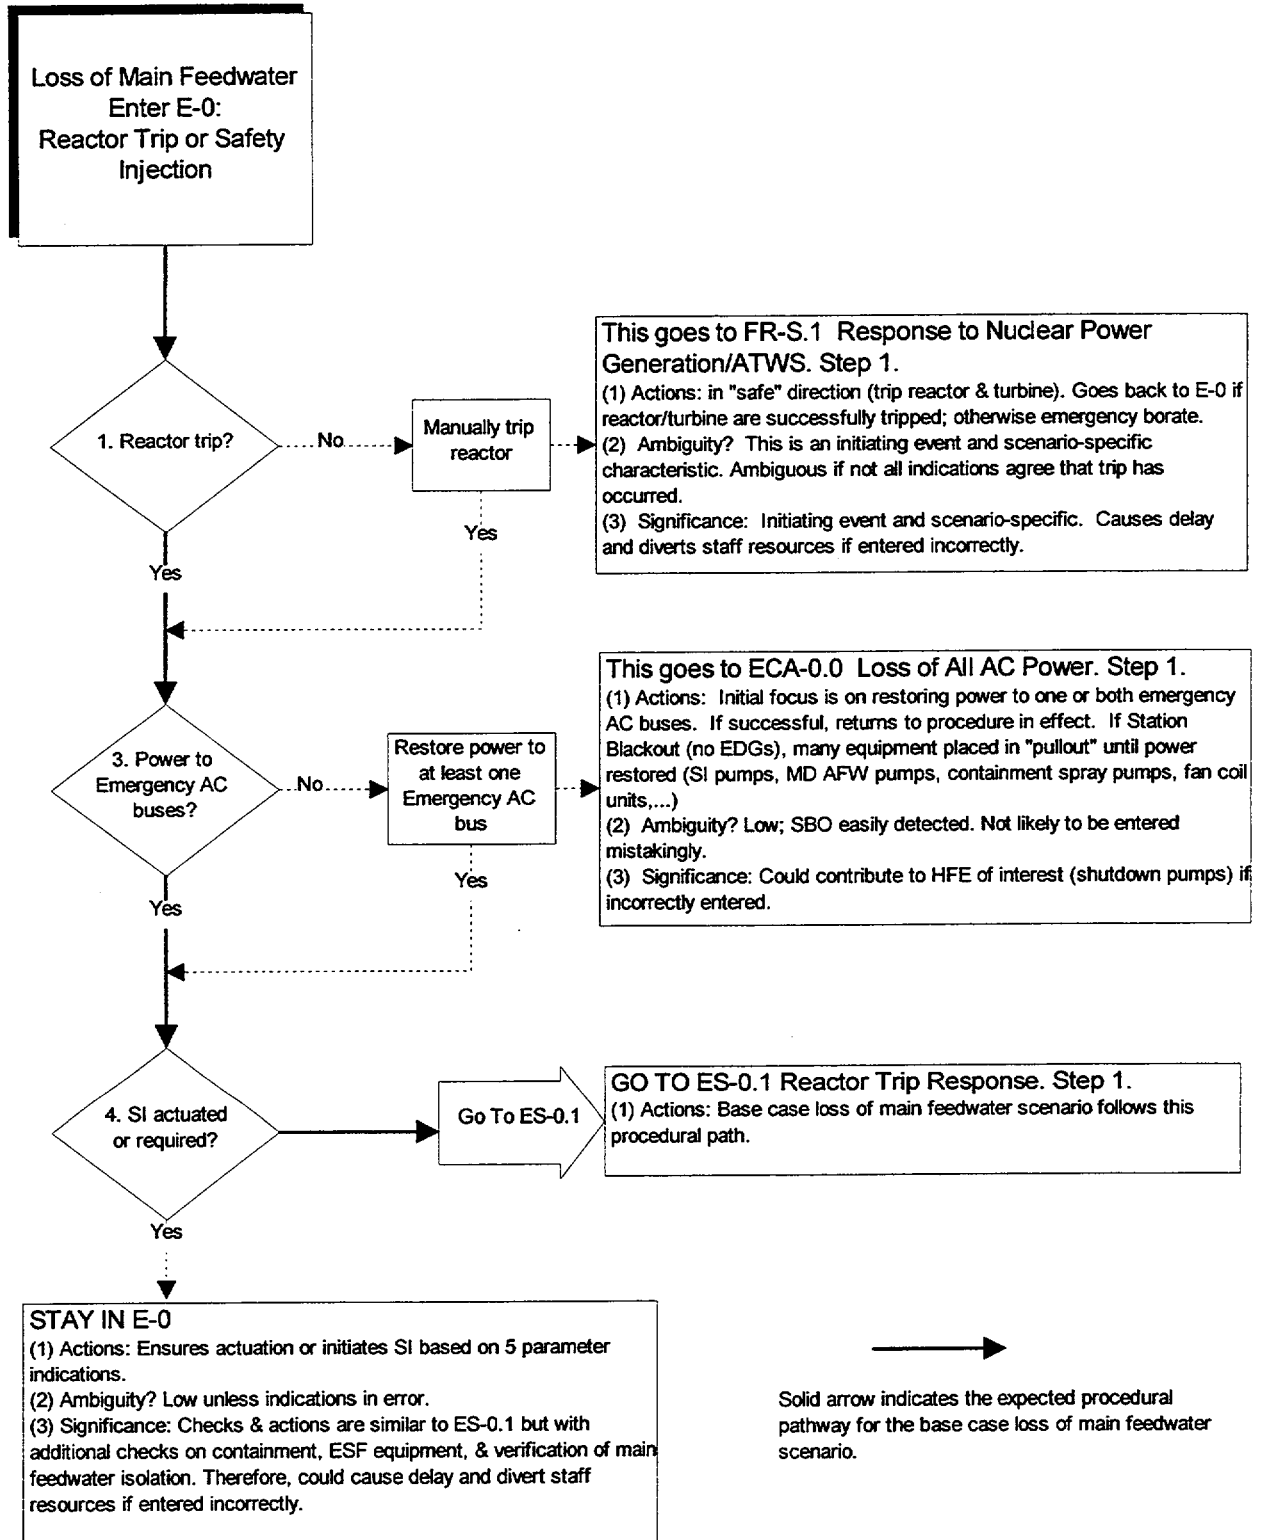 Loss of Main Feedwater
Enter E-0:
Reactor Trip or Safety
Injection
1. Reactor trip?
No
Manually trip
reactor
Yes
Yes
This goes to FR-S.1 Response to Nuclear Power
Generation/ATWS. Step 1.
(1) Actions: in "safe" direction (trip reactor & turbine). Goes back to E-0 if
reactor/turbine are successfully tripped; otherwise emergency borate.
(2) Ambiguity? This is an initiating event and scenario-specific
characteristic. Ambiguous if not all indications agree that trip has
occurred.
(3) Significance: Initiating event and scenario-specific. Causes delay
and diverts staff resources if entered incorrectly.
3. Power to
Emergency AC
buses?
No
Restore power to
at least one
Emergency AC
bus
Yes
Yes
This goes to ECA-0.0 Loss of All AC Power. Step 1.
(1) Actions: Initial focus is on restoring power to one or both emergency
AC buses. If successful, returns to procedure in effect. If Station
Blackout (no EDGs), many equipment placed in "pullout" until power
restored (SI pumps, MD AFW pumps, containment spray pumps, fan coil
units,...)
(2) Ambiguity? Low; SBO easily detected. Not likely to be entered
mistakingly.
(3) Significance: Could contribute to HFE of interest (shutdown pumps) if
incorrectly entered.
4. SI actuated
or required?
Go To ES-0.1
GO TO ES-0.1 Reactor Trip Response. Step 1.
(1) Actions: Base case loss of main feedwater scenario follows this
procedural path.
Yes
STAY IN E-0
(1) Actions: Ensures actuation or initiates SI based on 5 parameter
indications.
(2) Ambiguity? Low unless indications in error.
(3) Significance: Checks & actions are similar to ES-0.1 but with
additional checks on containment, ESF equipment, & verification of main
feedwater isolation. Therefore, could cause delay and divert staff
resources if entered incorrectly.
Solid arrow indicates the expected procedural
pathway for the base case loss of main feedwater
scenario.